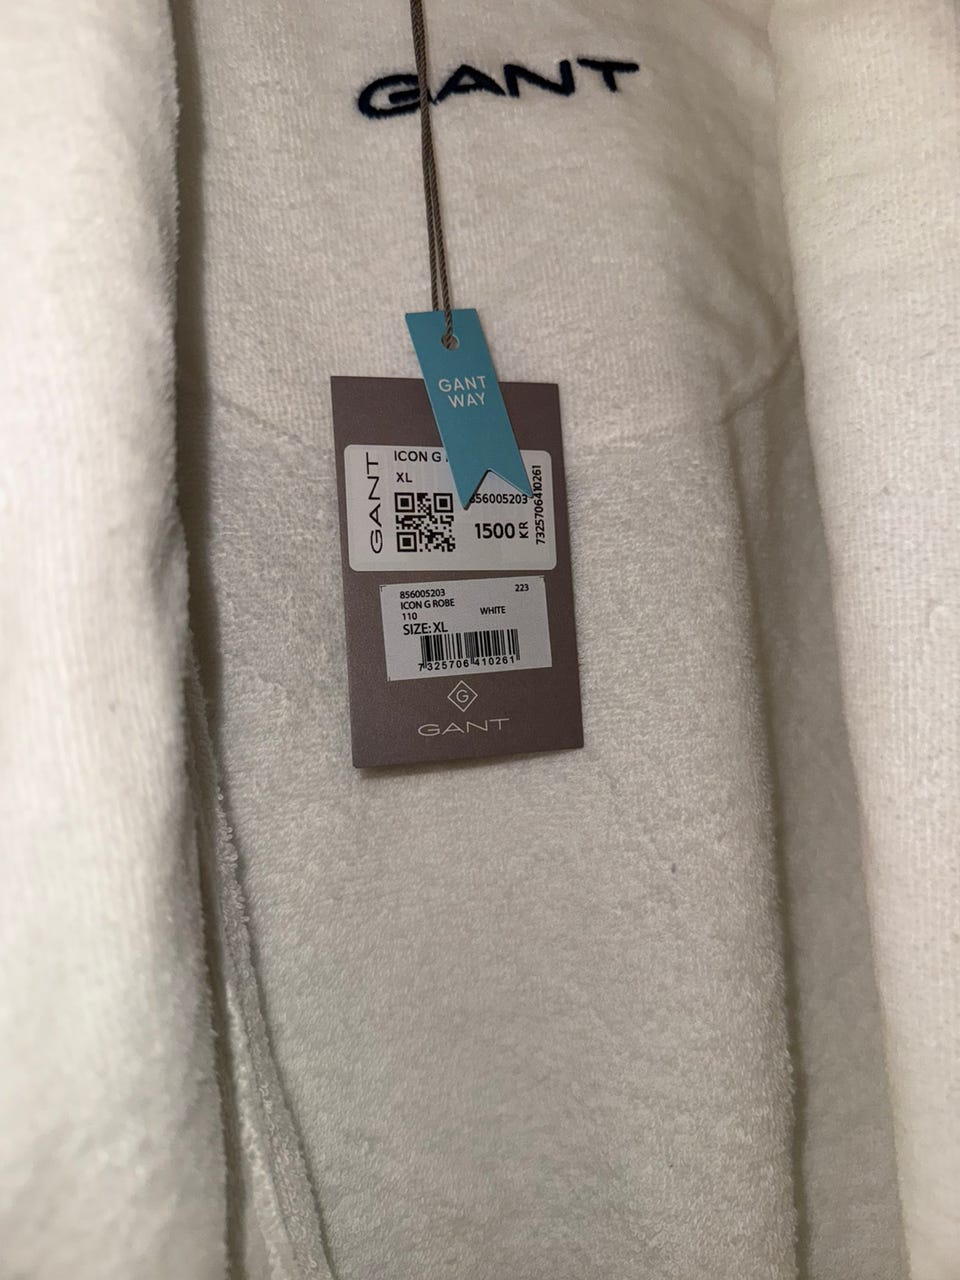 GANT
GANT
WAY
GANT
ICON G
XL
856005203
1500 KR
7325706410261
856005203 223
ICON G ROBE
110 WHITE
SIZE: XL
7 325706 410261
G
GANT